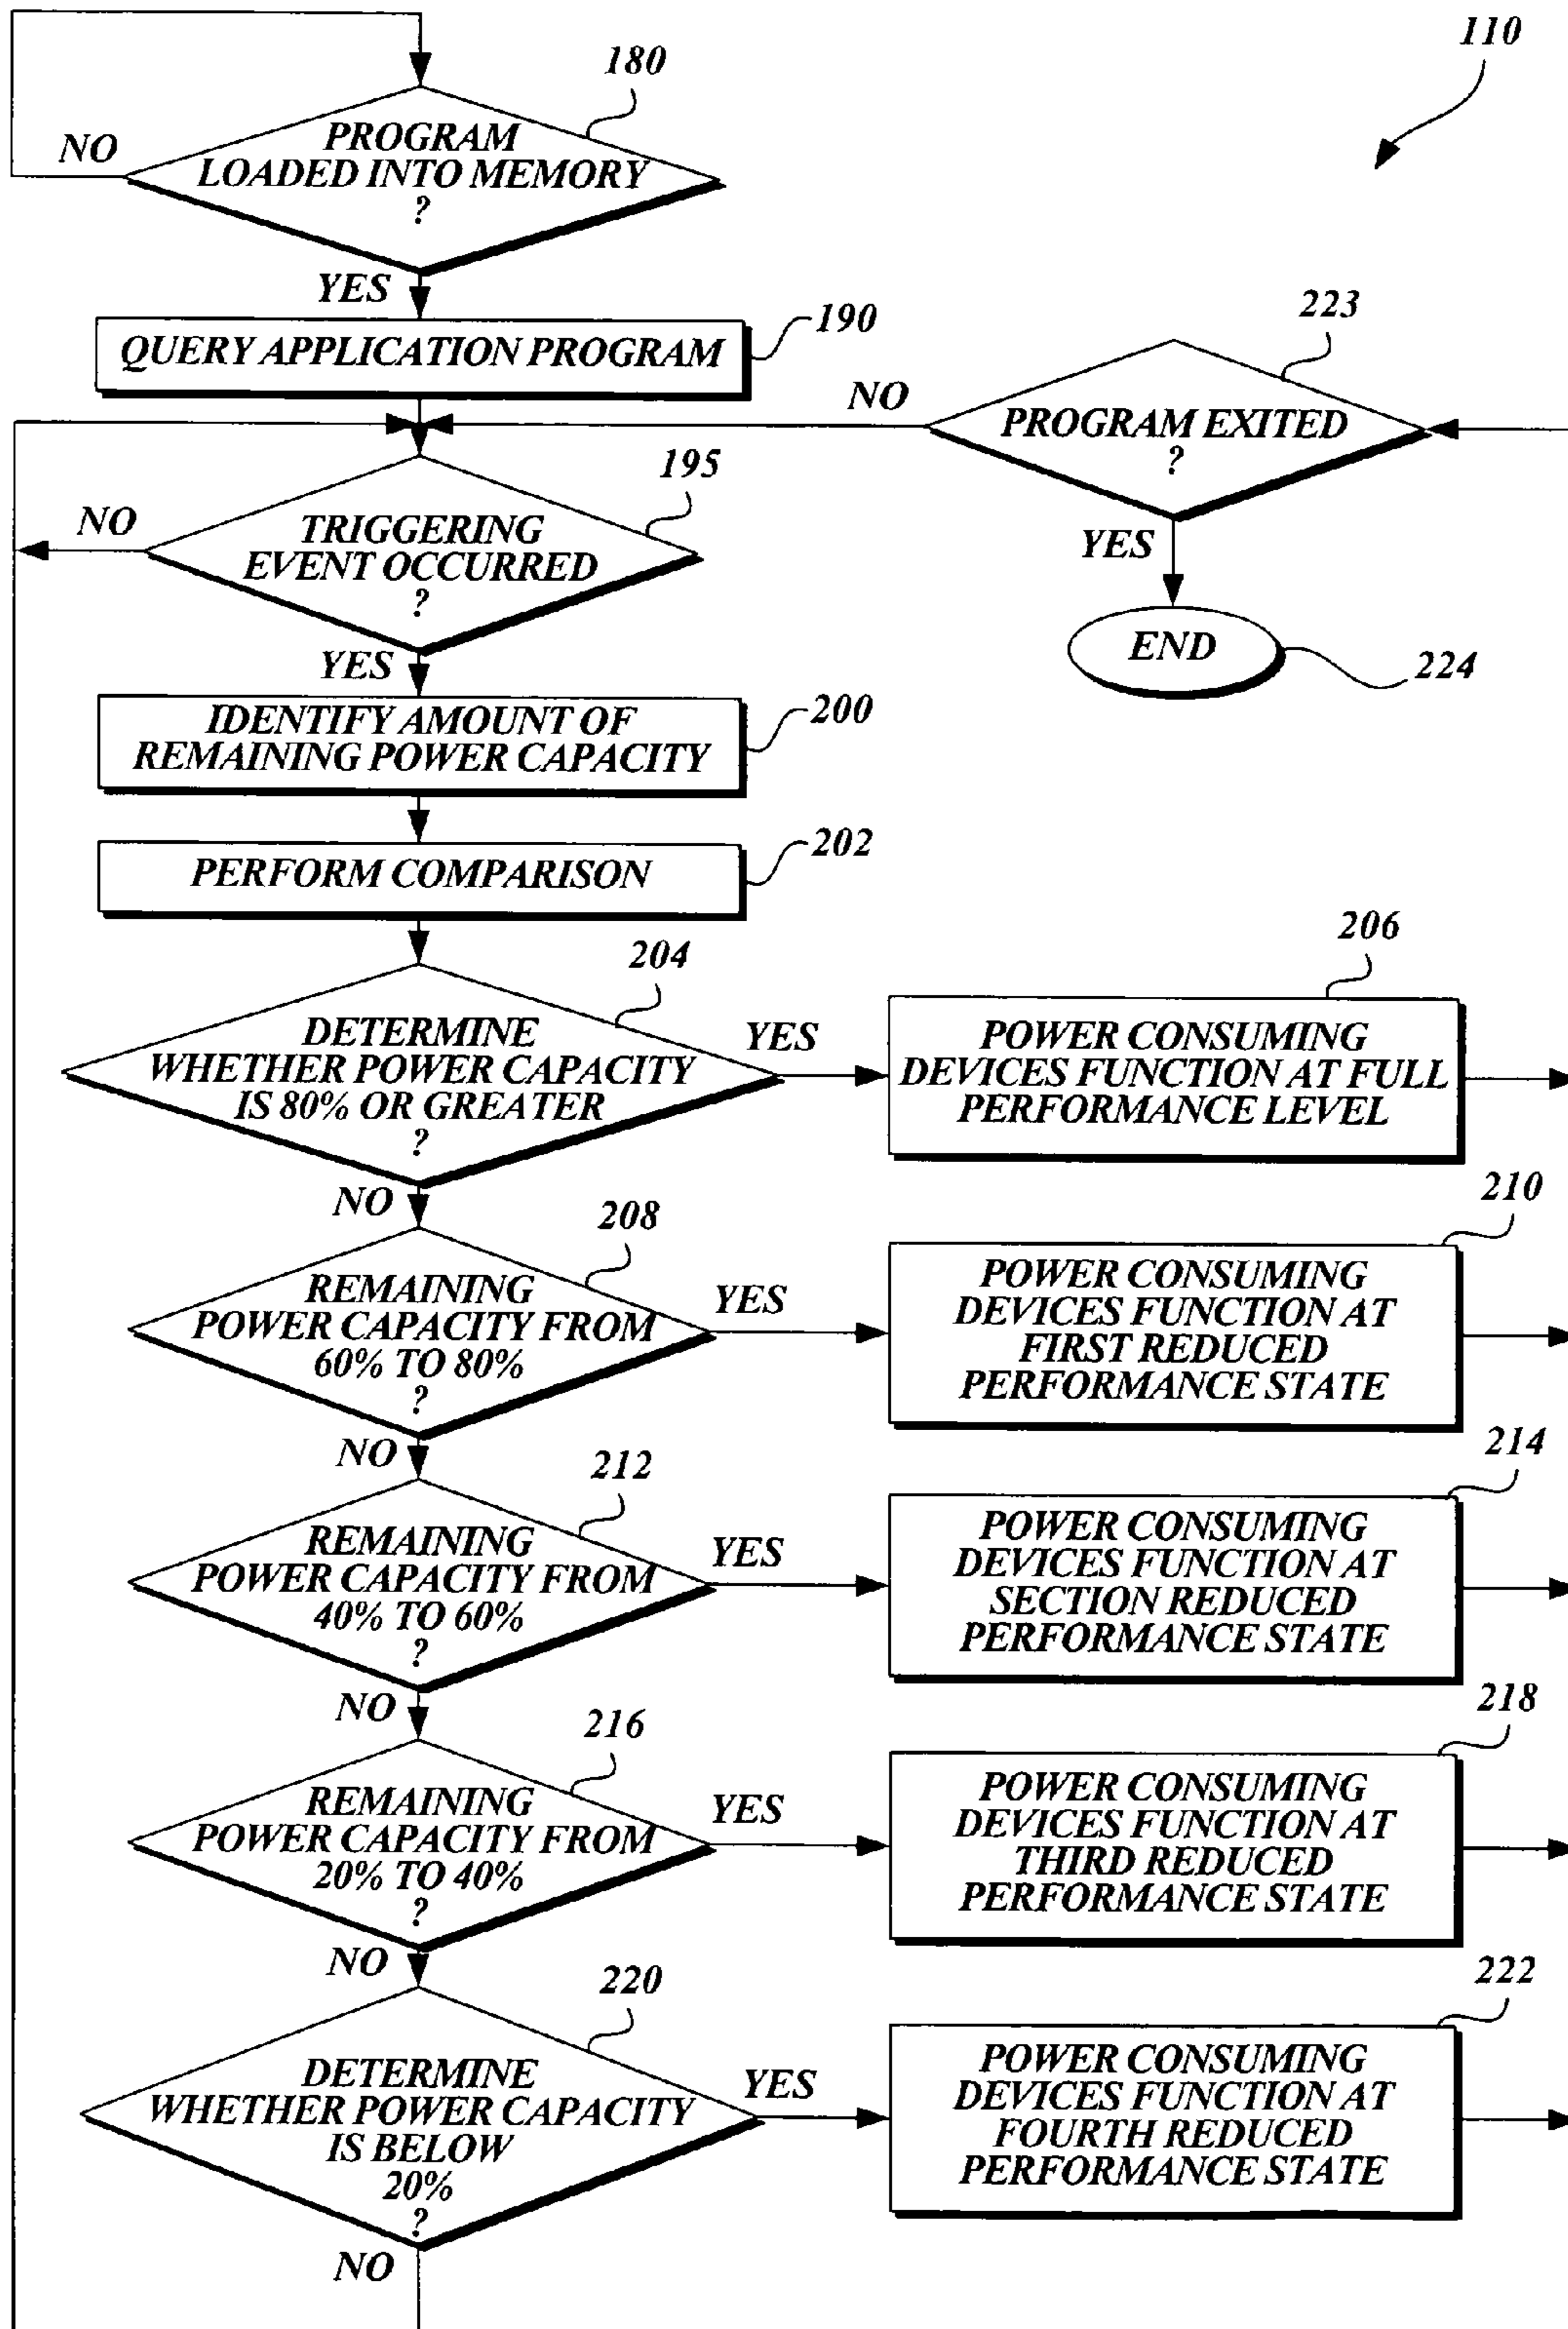 110
180
PROGRAM
LOADED INTO MEMORY
?
NO
YES
QUERY APPLICATION PROGRAM
190
223
PROGRAM EXITED
?
NO
YES
END
224
195
TRIGGERING
EVENT OCCURRED
?
NO
YES
IDENTIFY AMOUNT OF
REMAINING POWER CAPACITY
200
PERFORM COMPARISON
202
204
DETERMINE
WHETHER POWER CAPACITY
IS 80% OR GREATER
?
YES
206
POWER CONSUMING
DEVICES FUNCTION AT FULL
PERFORMANCE LEVEL
NO
208
REMAINING
POWER CAPACITY FROM
60% TO 80%
?
YES
210
POWER CONSUMING
DEVICES FUNCTION AT
FIRST REDUCED
PERFORMANCE STATE
NO
212
REMAINING
POWER CAPACITY FROM
40% TO 60%
?
YES
214
POWER CONSUMING
DEVICES FUNCTION AT
SECTION REDUCED
PERFORMANCE STATE
NO
216
REMAINING
POWER CAPACITY FROM
20% TO 40%
?
YES
218
POWER CONSUMING
DEVICES FUNCTION AT
THIRD REDUCED
PERFORMANCE STATE
NO
220
DETERMINE
WHETHER POWER CAPACITY
IS BELOW
20%
?
YES
222
POWER CONSUMING
DEVICES FUNCTION AT
FOURTH REDUCED
PERFORMANCE STATE
NO